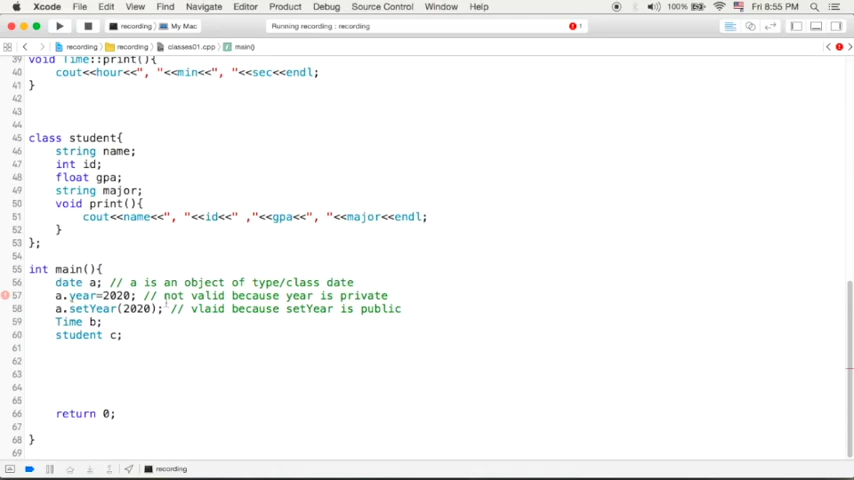 Xcode File Edit View Find Navigate Editor Product Debug Source Control Window Help 100% Fri 8:55 PM
recording My Mac Running recording : recording 1
recording recording classes01.cpp main()
39 void Time::print(){
40 cout<<hour<<", "<<min<<", "<<sec<<endl;
41 }
42
43
44
45 class student{
46 string name;
47 int id;
48 float gpa;
49 string major;
50 void print(){
51 cout<<name<<", "<<id<<" ,"<<gpa<<", "<<major<<endl;
52 }
53 };
54
55 int main(){
56 date a; // a is an object of type/class date
57 a.year=2020; // not valid because year is private
58 a.setYear(2020); // vlaid because setYear is public
59 Time b;
60 student c;
61
62
63
64
65
66 return 0;
67
68 }
69
recording